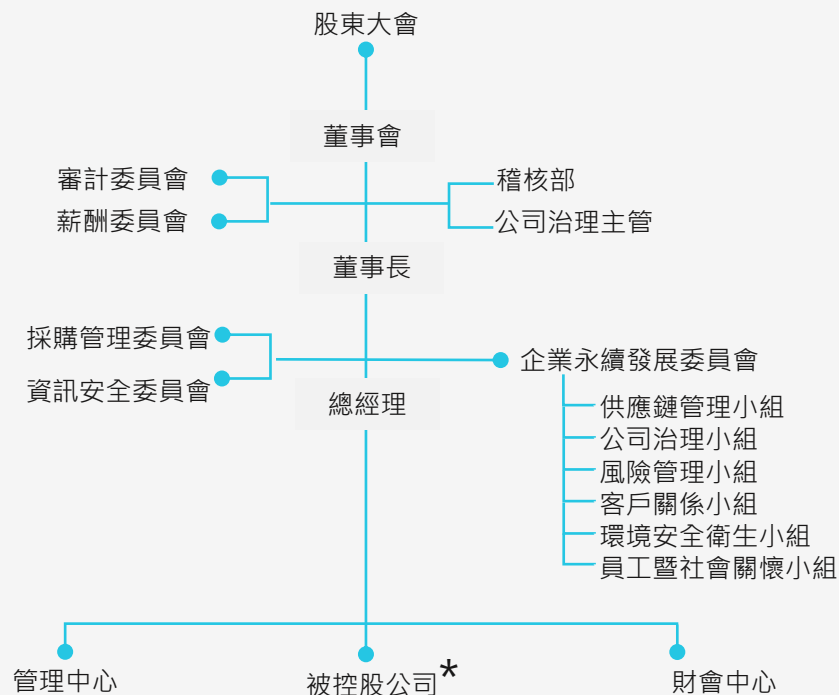 股東大會
董事會
審計委員會
稽核部
薪酬委員會
公司治理主管
董事長
採購管理委員會
企業永續發展委員會
資訊安全委員會
總經理
供應鏈管理小組
公司治理小組
風險管理小組
客戶關係小組
環境安全衛生小組
員工暨社會關懷小組
管理中心
被控股公司*
財會中心